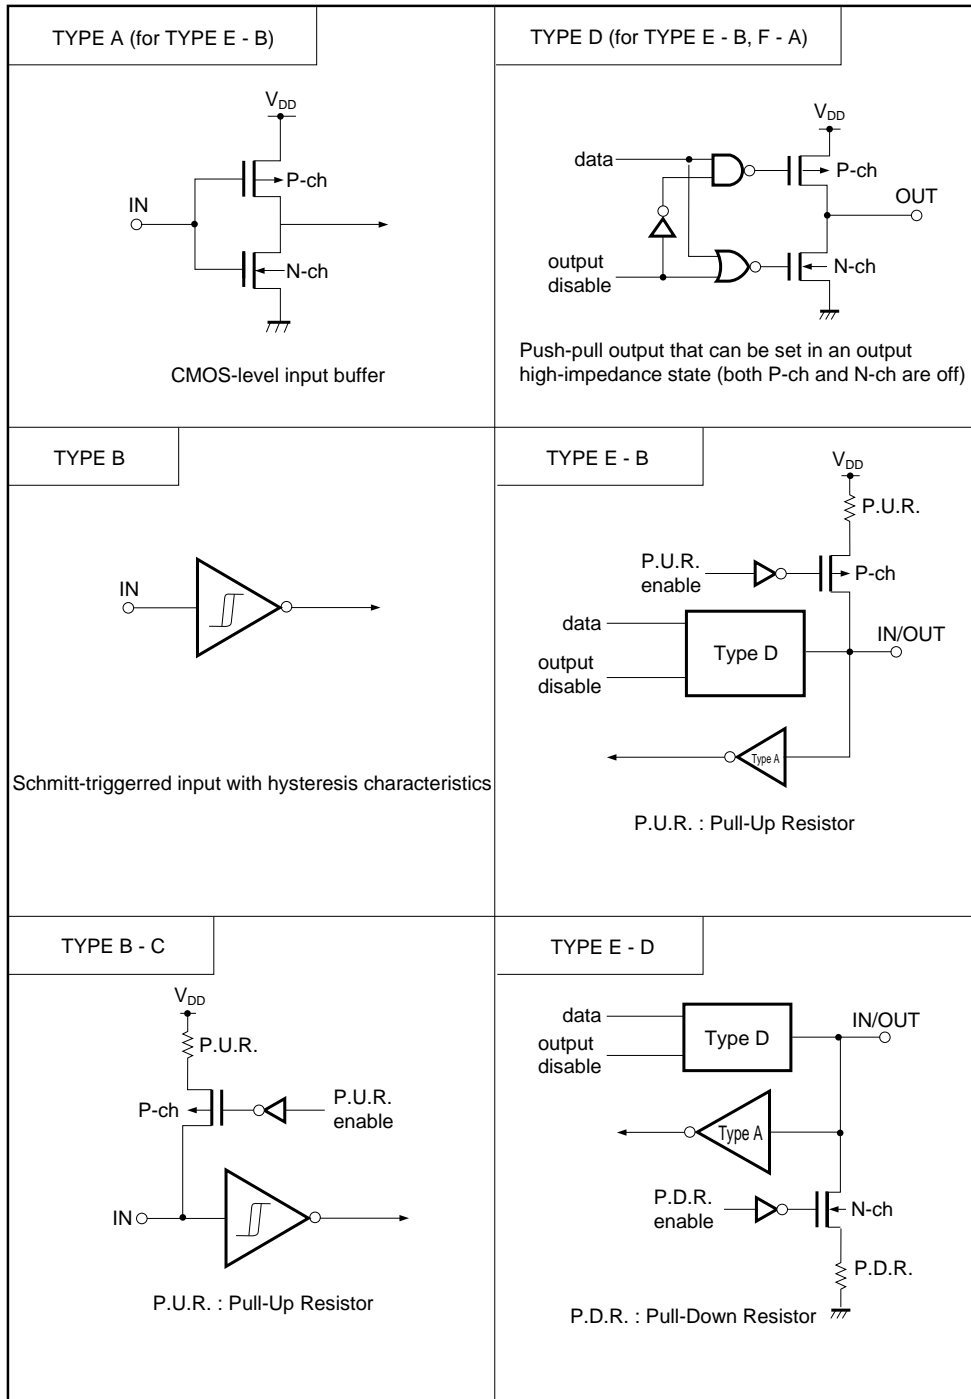 TYPE A (for TYPE E - B)
VDD
P-ch
IN
N-ch
CMOS-level input buffer
TYPE D (for TYPE E - B, F - A)
VDD
data
P-ch
OUT
output
disable
N-ch
Push-pull output that can be set in an output
high-impedance state (both P-ch and N-ch are off)
TYPE B
IN
Schmitt-triggerred input with hysteresis characteristics
TYPE E - B
VDD
P.U.R.
P.U.R.
enable
P-ch
data
IN/OUT
Type D
output
disable
Type A
P.U.R. : Pull-Up Resistor
TYPE B - C
VDD
P.U.R.
P-ch
P.U.R.
enable
IN
P.U.R. : Pull-Up Resistor
TYPE E - D
data
IN/OUT
Type D
output
disable
Type A
P.D.R.
enable
N-ch
P.D.R.
P.D.R. : Pull-Down Resistor